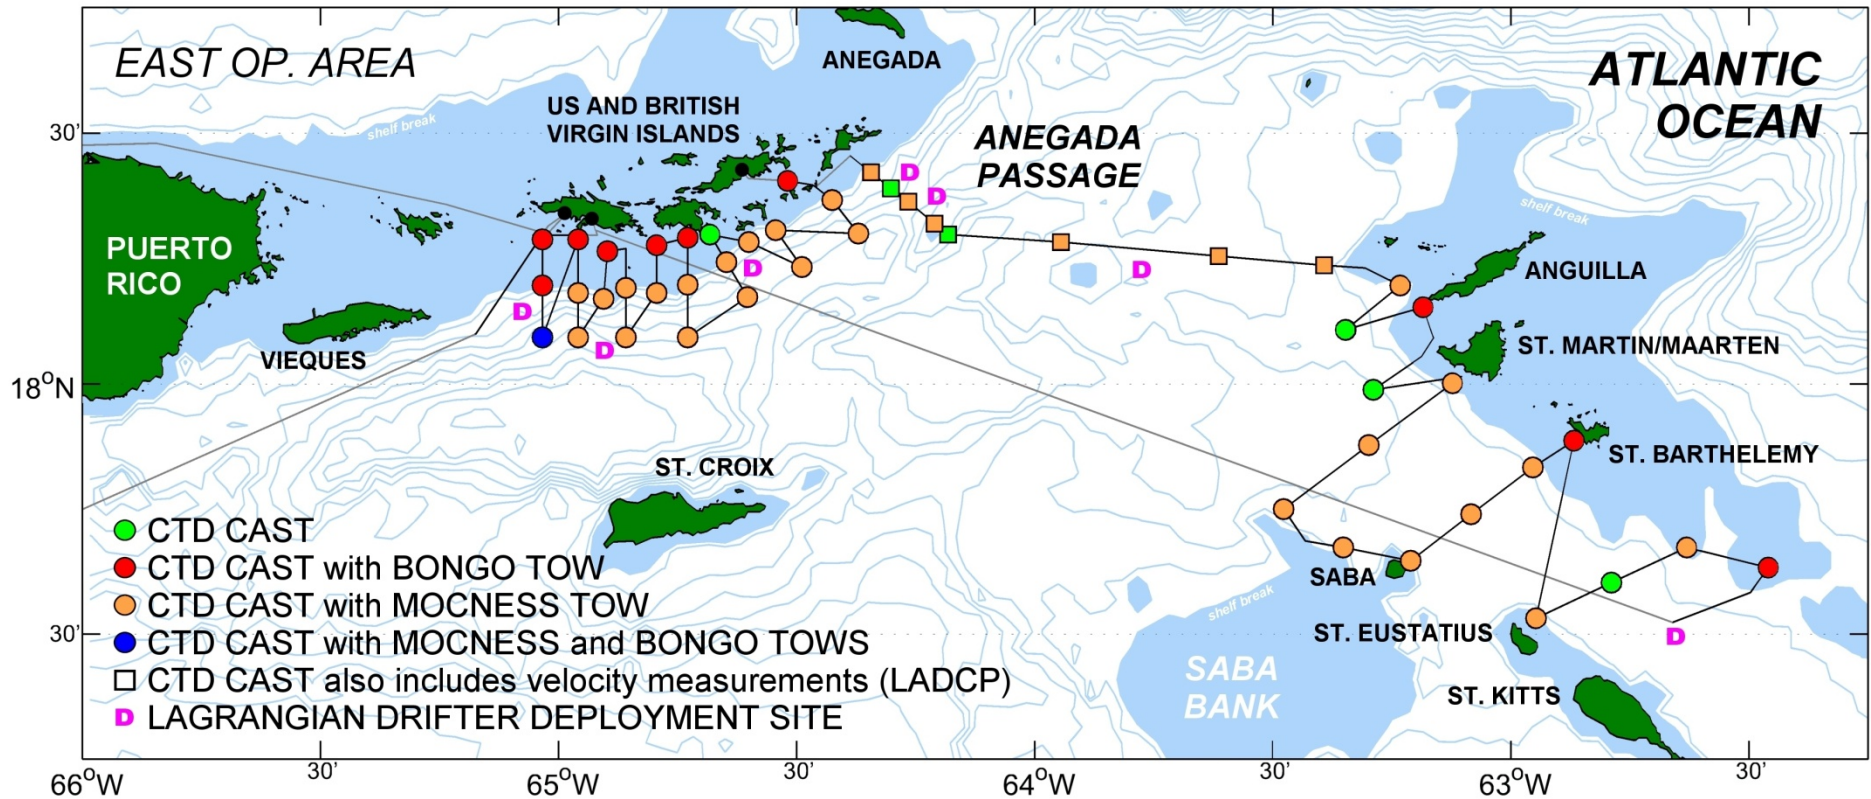 EAST OP. AREA
ANEGADA
ATLANTIC
OCEAN
US AND BRITISH
VIRGIN ISLANDS
shelf break
30'
ANEGADA
PASSAGE
D
D
shelf break
PUERTO
RICO
D
D
ANGUILLA
D
VIEQUES
D
ST. MARTIN/MAARTEN
18°N
ST. CROIX
ST. BARTHELEMY
CTD CAST
CTD CAST with BONGO TOW
SABA
CTD CAST with MOCNESS TOW
shelf break
30'
CTD CAST with MOCNESS and BONGO TOWS
ST. EUSTATIUS
D
CTD CAST also includes velocity measurements (LADCP)
SABA
BANK
ST. KITTS
D LAGRANGIAN DRIFTER DEPLOYMENT SITE
66°W
30'
65°W
30'
64°W
30'
63°W
30'